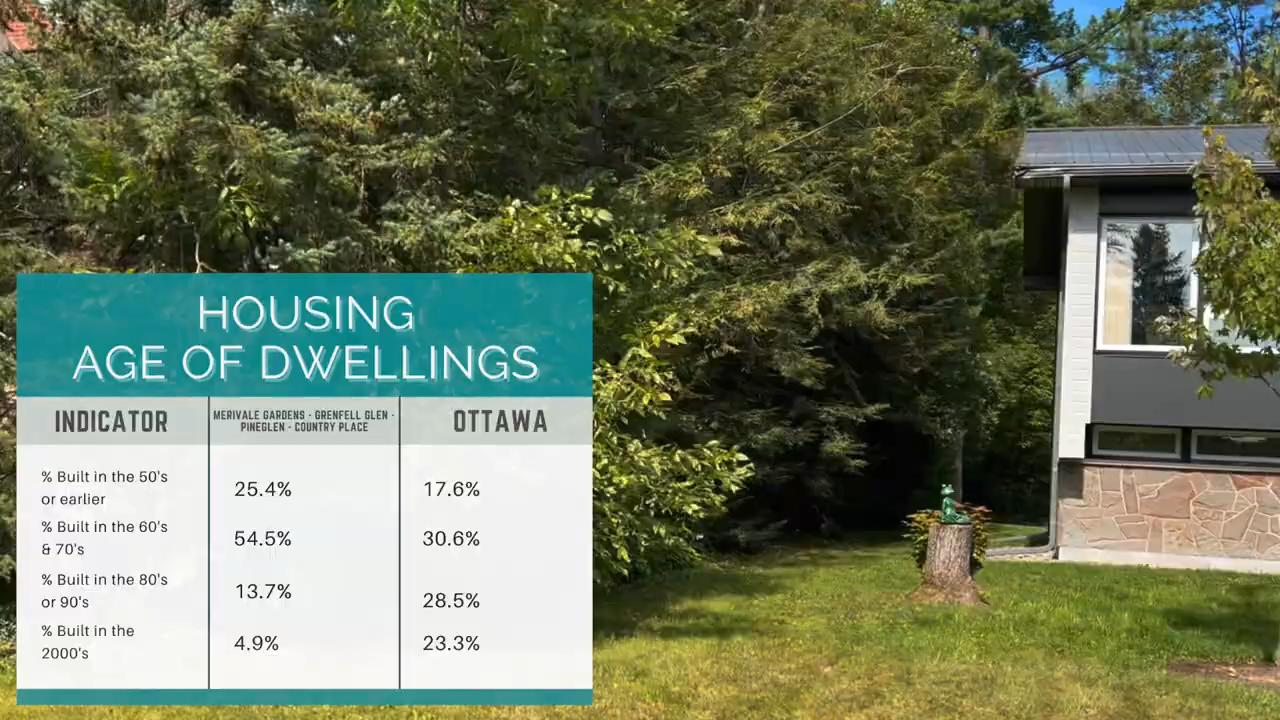 HOUSING
AGE OF DWELLINGS
INDICATOR
MERIVALE GARDENS - GRENFELL GLEN -
PINEGLEN - COUNTRY PLACE
OTTAWA
% Built in the 50's
or earlier
25.4%
17.6%
% Built in the 60's
& 70's
54.5%
30.6%
% Built in the 80's
or 90's
13.7%
28.5%
% Built in the
2000's
4.9%
23.3%